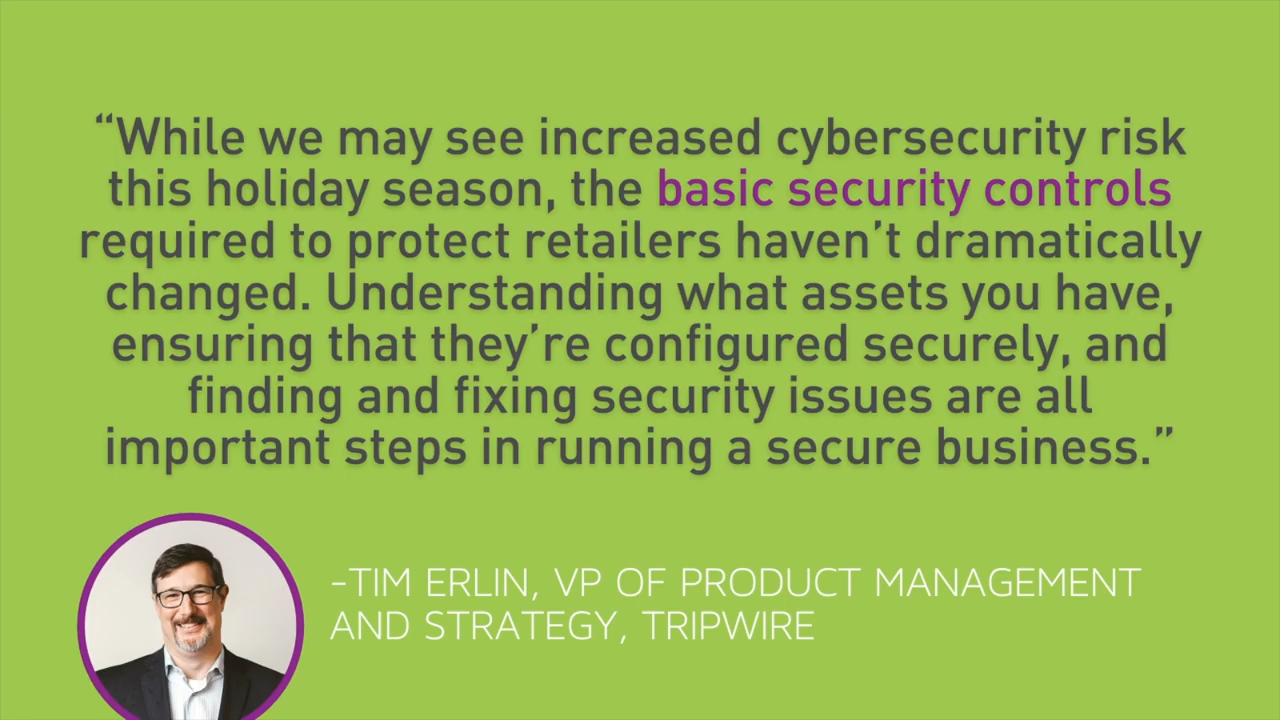 “While we may see increased cybersecurity risk
this holiday season, the basic security controls
required to protect retailers haven’t dramatically
changed. Understanding what assets you have,
ensuring that they’re configured securely, and
finding and fixing security issues are all
important steps in running a secure business.”
–TIM ERLIN, VP OF PRODUCT MANAGEMENT
AND STRATEGY, TRIPWIRE